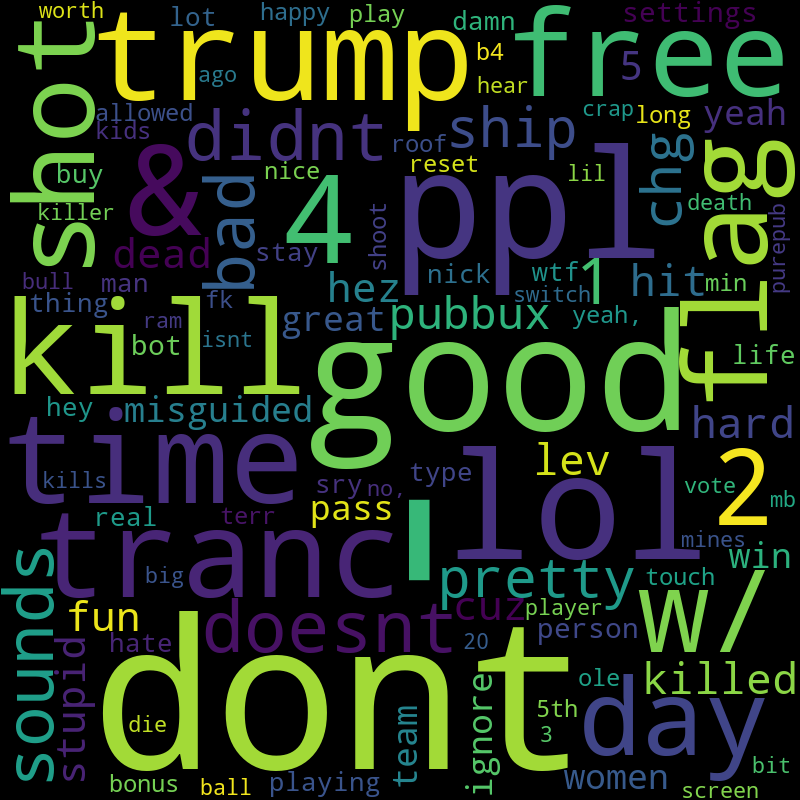 worth
lot
happy
play
damn
settings
trump
free
shot
ago
b4
hear
5
allowed
kids
didnt
ship
crap
long
yeah
roof
&
buy
killer
nice
reset
lil
chg
flag
bad
4
ppl
death
purepub
dead
stay
shoot
bull
man
hez
nick
wtf
switch
1
hit
min
thing
fk
ram
kill
great
pubbux
yeah,
bot
isnt
good
life
hey
misguided
hard
time
kills
sry
no,
type
lev
lol
2
vote
mb
real
terr
pass
mines
tranc
I
win
big
pretty
touch
sounds
fun
doesnt
cuz
player
w/
stupid
hate
20
person
dont
ole
killed
die
team
ignore
5th
3
day
bonus
ball
playing
women
bit
screen